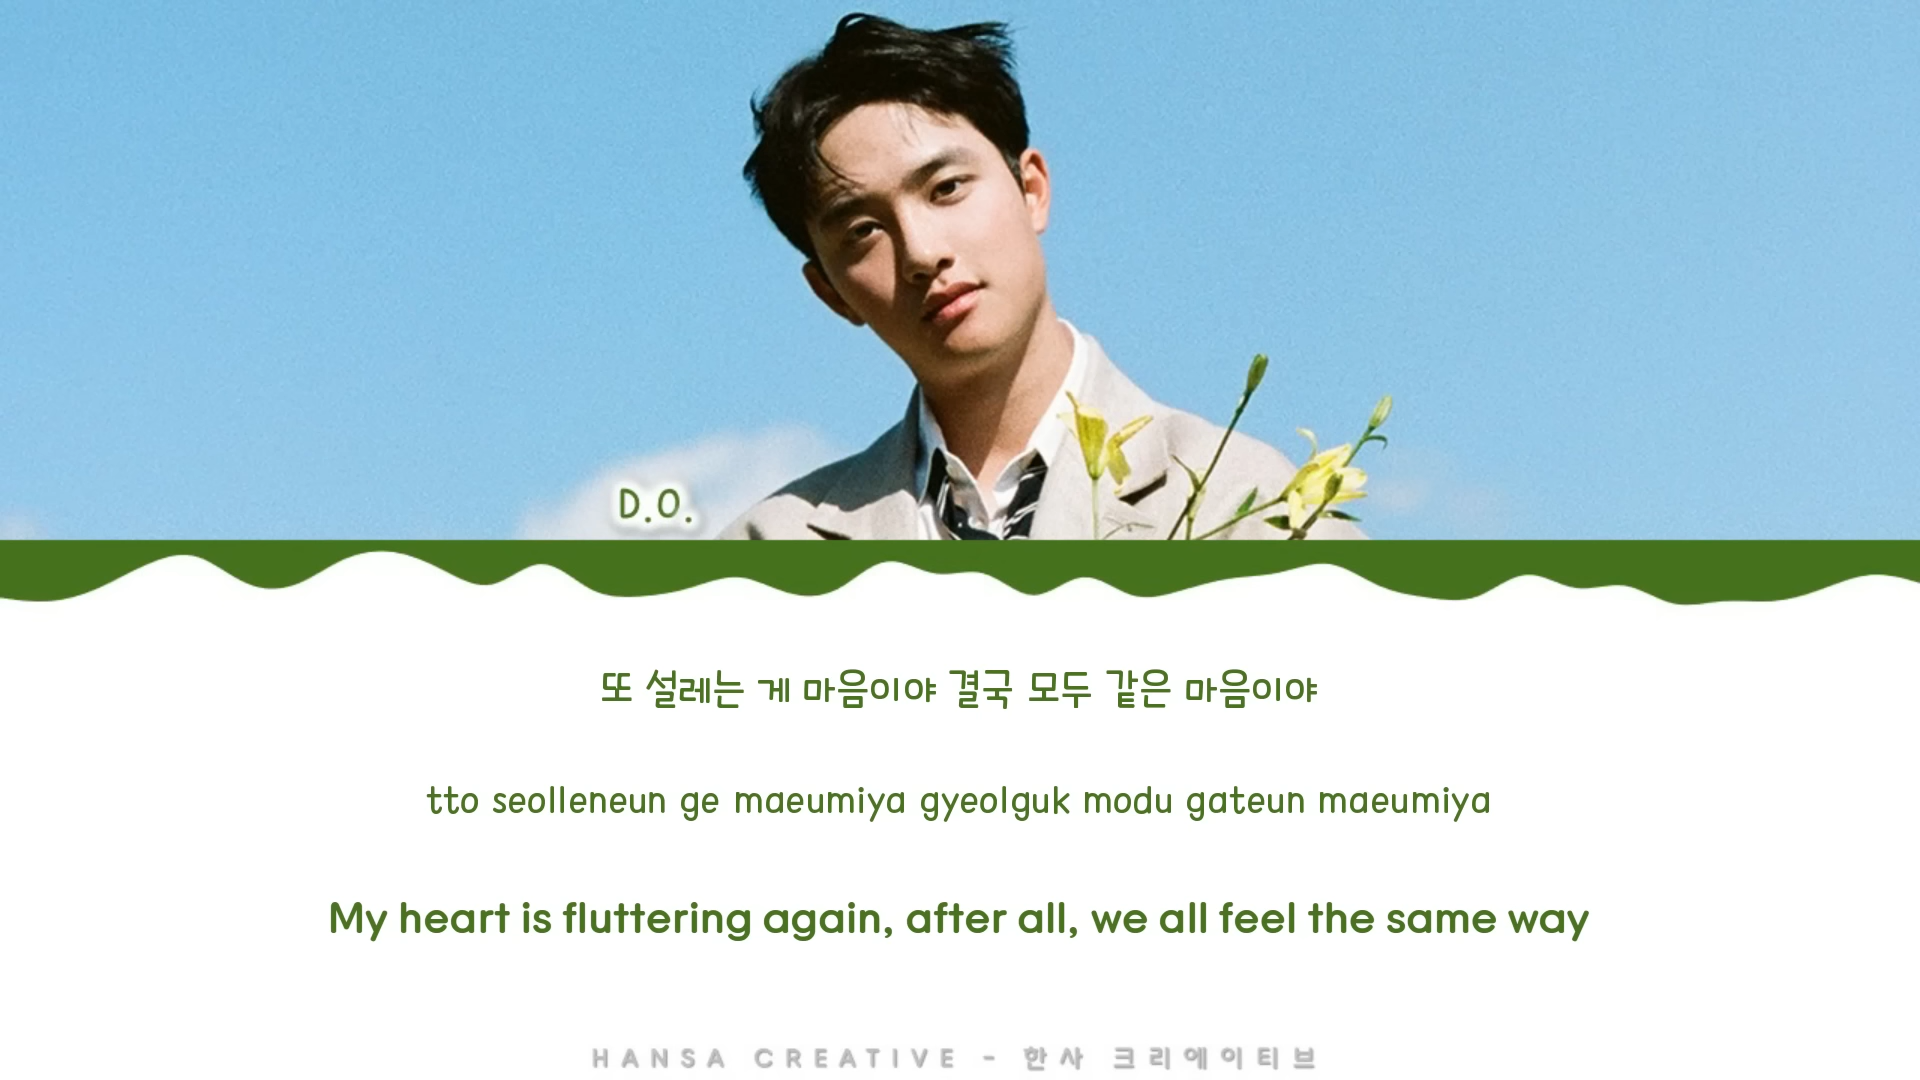 D.O.
또 설레는 게 마음이야 결국 모두 같은 마음이야
tto seolleneun ge maeumiya gyeolguk modu gateun maeumiya
My heart is fluttering again, after all, we all feel the same way
HANSA CREATIVE - 한사 크리에이티브